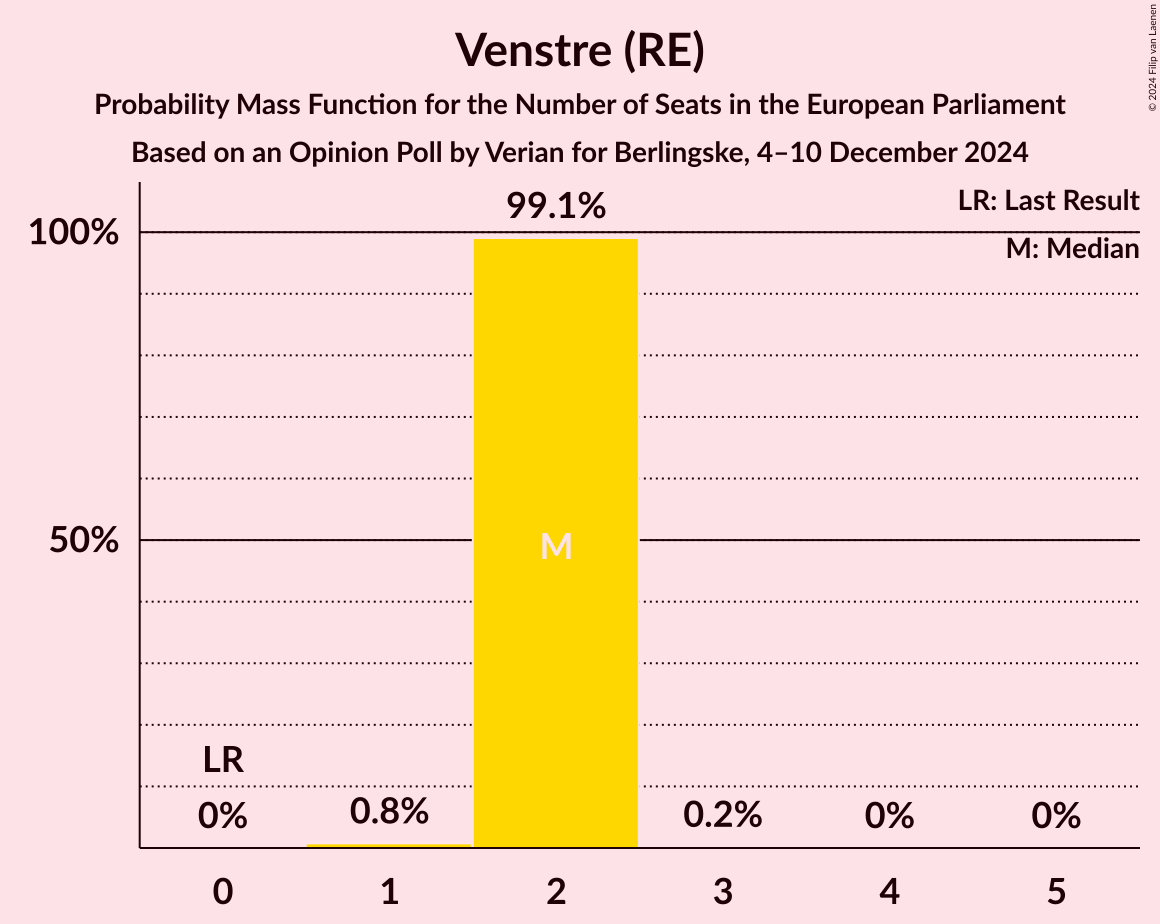 Venstre (RE)
Probability Mass Function for the Number of Seats in the European Parliament
Based on an Opinion Poll by Verian for Berlingske, 4–10 December 2024
© 2024 Filip van Laenen
LR: Last Result
M: Median
99.1%
100%
50%
M
LR
0%
0.8%
0.2%
0%
0%
0
1
2
3
4
5